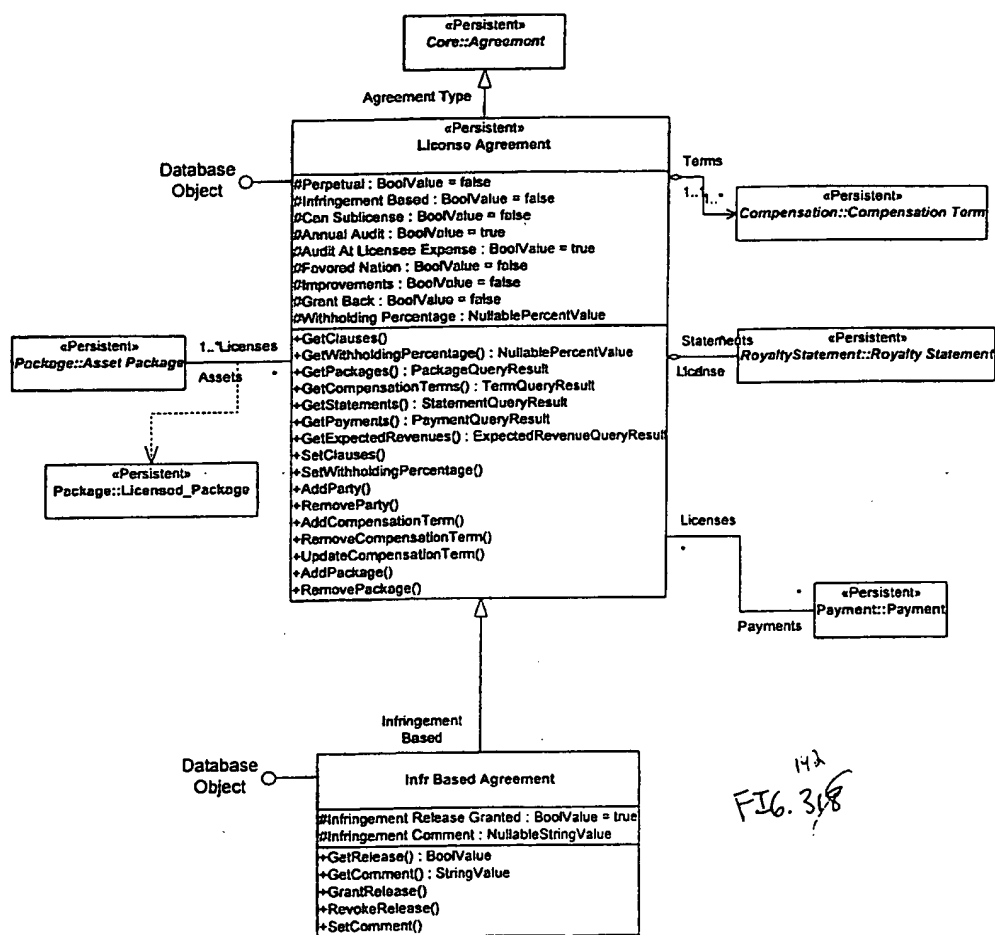 «Persistent»
Core::Agreement
Agreement Type
«Persistent»
License Agreement
Database
Object
#Perpetual : BoolValue = false
#Infringement Based : BoolValue = false
#Can Sublicense : BoolValue = false
#Annual Audit : BoolValue = true
#Audit At Licensee Expense : BoolValue = true
#Favored Nation : BoolValue = false
#Improvements : BoolValue = false
#Grant Back : BoolValue = false
#Withholding Percentage : NullablePercentValue
Terms
1..*
1..*
«Persistent»
Compensation::Compensation Term
«Persistent»
Package::Asset Package
1..*
Licenses
Assets
*
+GetClauses()
+GetWithholdingPercentage() : NullablePercentValue
+GetPackages() : PackageQueryResult
+GetCompensationTerms() : TermQueryResult
+GetStatements() : StatementQueryResult
+GetPayments() : PaymentQueryResult
+GetExpectedRevenues() : ExpectedRevenueQueryResult
+SetClauses()
+SetWithholdingPercentage()
+AddParty()
+RemoveParty()
+AddCompensationTerm()
+RemoveCompensationTerm()
+UpdateCompensationTerm()
+AddPackage()
+RemovePackage()
Statements
License
«Persistent»
RoyaltyStatement::Royalty Statement
«Persistent»
Package::Licensed_Package
Licenses
*
*
Payments
«Persistent»
Payment::Payment
Infringement
Based
Database
Object
Infr Based Agreement
#Infringement Release Granted : BoolValue = true
#Infringement Comment : NullableStringValue
+GetRelease() : BoolValue
+GetComment() : StringValue
+GrantRelease()
+RevokeRelease()
+SetComment()
142
FIG.